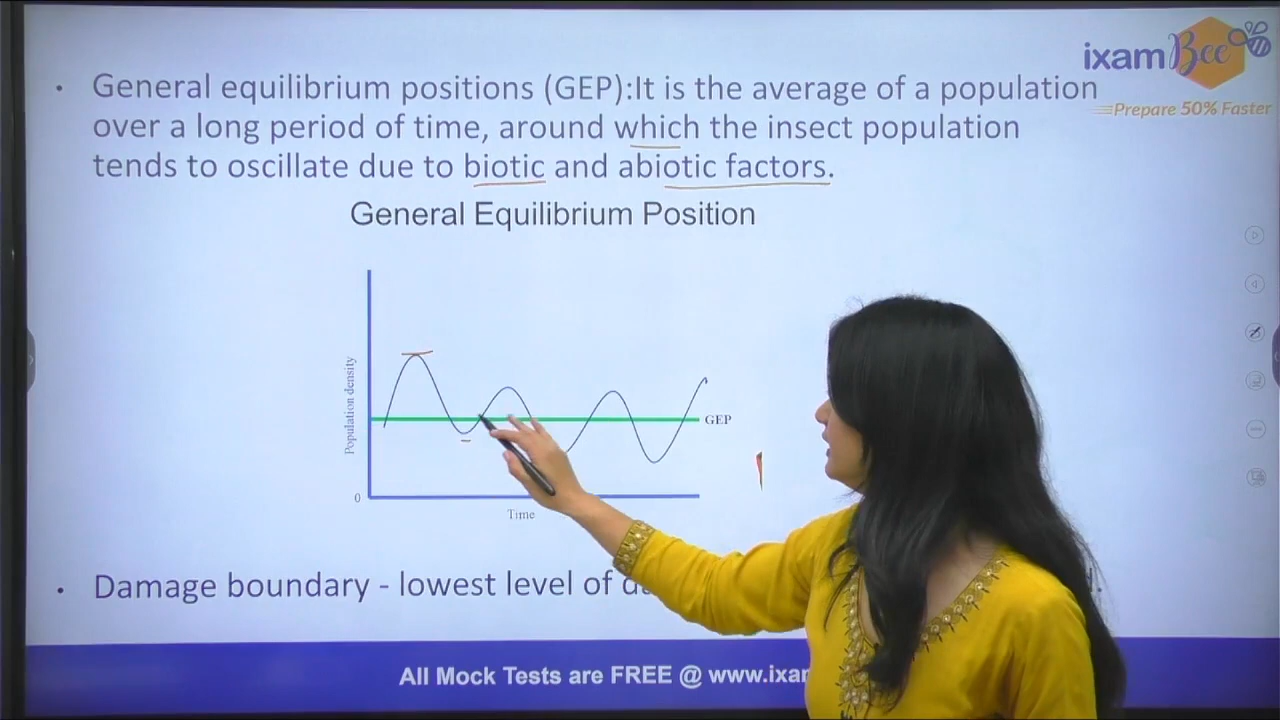 ixamBee
Prepare 50% Faster
• General equilibrium positions (GEP):It is the average of a population
over a long period of time, around which the insect population
tends to oscillate due to biotic and abiotic factors.
General Equilibrium Position
Population density
GEP
0
Time
• Damage boundary - lowest level of
All Mock Tests are FREE @